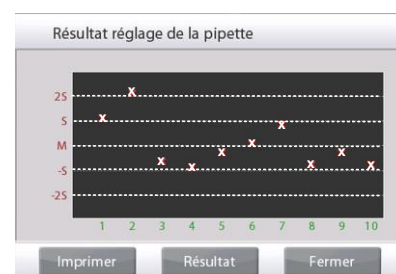 Résultat réglage de la pipette
2S
S
M
-S
-2S
x x x x x x x x x x
1 2 3 4 5 6 7 8 9 10
Imprimer Résultat Fermer